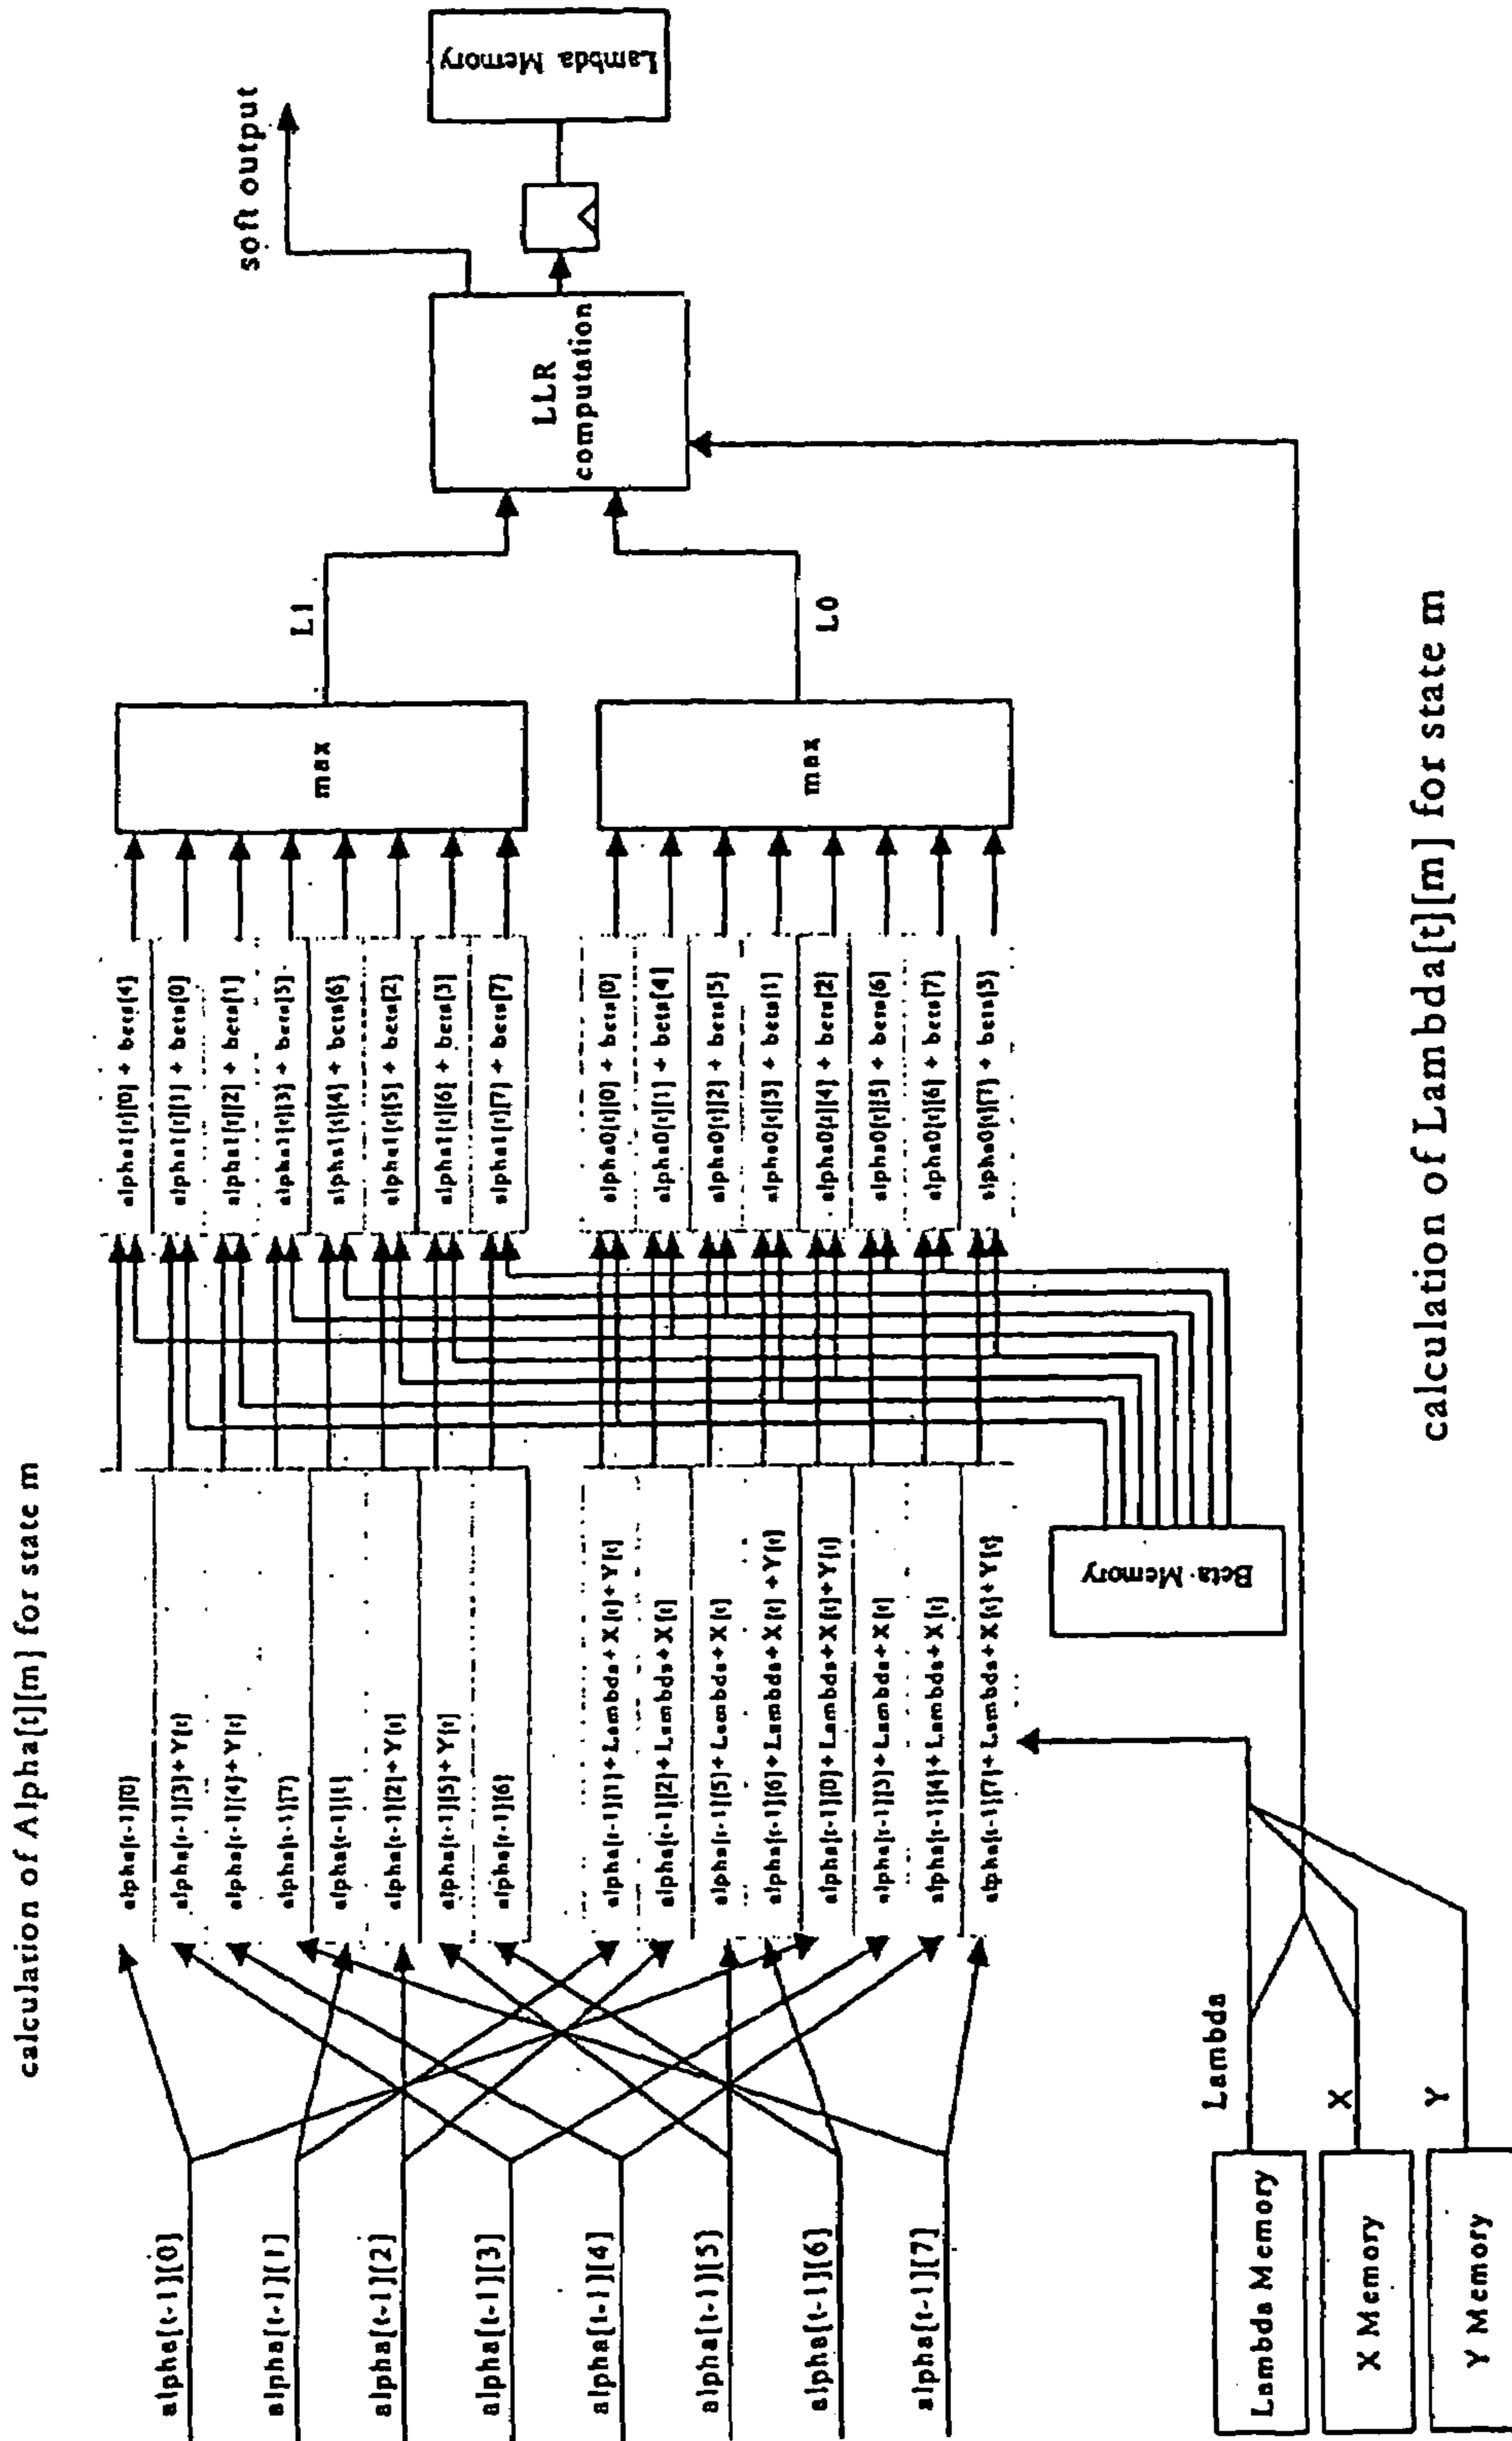 calculation of Alpha[t][m] for state m
alpha[t-1][0]
alpha[t-1][1]
alpha[t-1][2]
alpha[t-1][3]
alpha[t-1][4]
alpha[t-1][5]
alpha[t-1][6]
alpha[t-1][7]
Lambda Memory
X Memory
Y Memory
Lambda
X
Y
alpha[t-1][0]
alpha[t-1][3]+Y[t]
alpha[t-1][4]+Y[t]
alpha[t-1][7]
alpha[t-1][1]
alpha[t-1][2]+Y[t]
alpha[t-1][5]+Y[t]
alpha[t-1][6]
alpha[t-1][1]+Lambda+X[t]+Y[t]
alpha[t-1][2]+Lambda+X[t]
alpha[t-1][5]+Lambda+X[t]
alpha[t-1][6]+Lambda+X[t]+Y[t]
alpha[t-1][0]+Lambda+X[t]+Y[t]
alpha[t-1][3]+Lambda+X[t]
alpha[t-1][4]+Lambda+X[t]
alpha[t-1][7]+Lambda+X[t]+Y[t]
Beta Memory
alpha1[t][0] + beta[4]
alpha1[t][1] + beta[0]
alpha1[t][2] + beta[1]
alpha1[t][3] + beta[5]
alpha1[t][4] + beta[6]
alpha1[t][5] + beta[2]
alpha1[t][6] + beta[3]
alpha1[t][7] + beta[7]
alpha0[t][0] + beta[0]
alpha0[t][1] + beta[4]
alpha0[t][2] + beta[5]
alpha0[t][3] + beta[1]
alpha0[t][4] + beta[2]
alpha0[t][5] + beta[6]
alpha0[t][6] + beta[7]
alpha0[t][7] + beta[3]
max
max
L1
L0
LLR
computation
soft output
Lambda Memory
calculation of Lambda[t][m] for state m